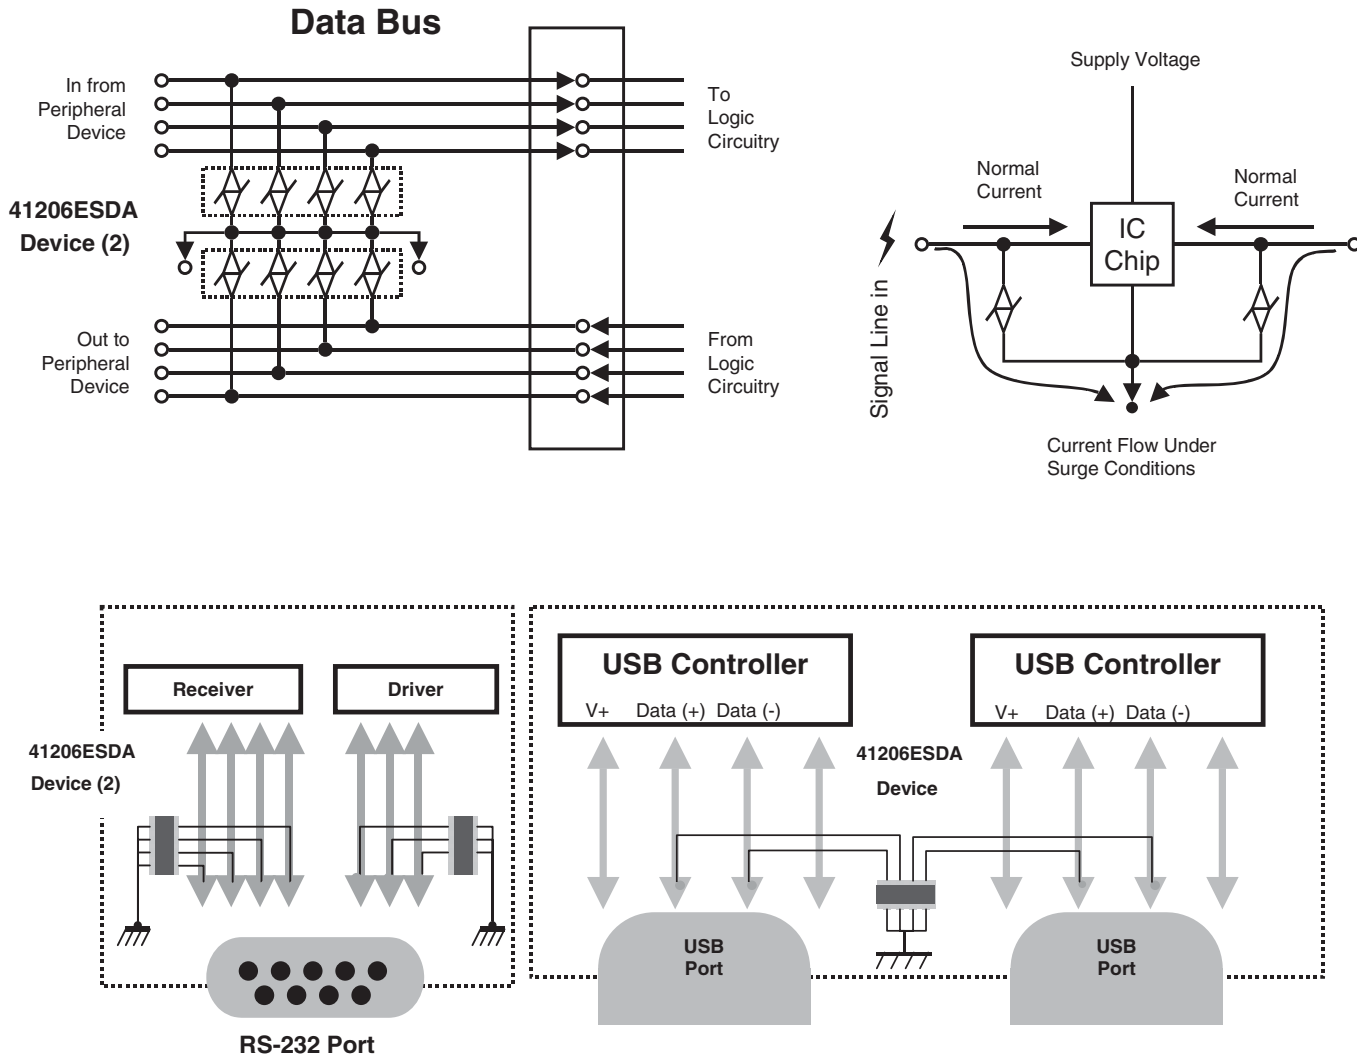 Data Bus
In from
Peripheral
Device
To
Logic
Circuitry
41206ESDA
Device (2)
Out to
Peripheral
Device
From
Logic
Circuitry
Supply Voltage
Normal
Current
Normal
Current
IC
Chip
Signal Line in
Current Flow Under
Surge Conditions
Receiver
Driver
41206ESDA
Device (2)
RS-232 Port
USB Controller
V+ Data (+) Data (-)
USB Controller
V+ Data (+) Data (-)
41206ESDA
Device
USB
Port
USB
Port